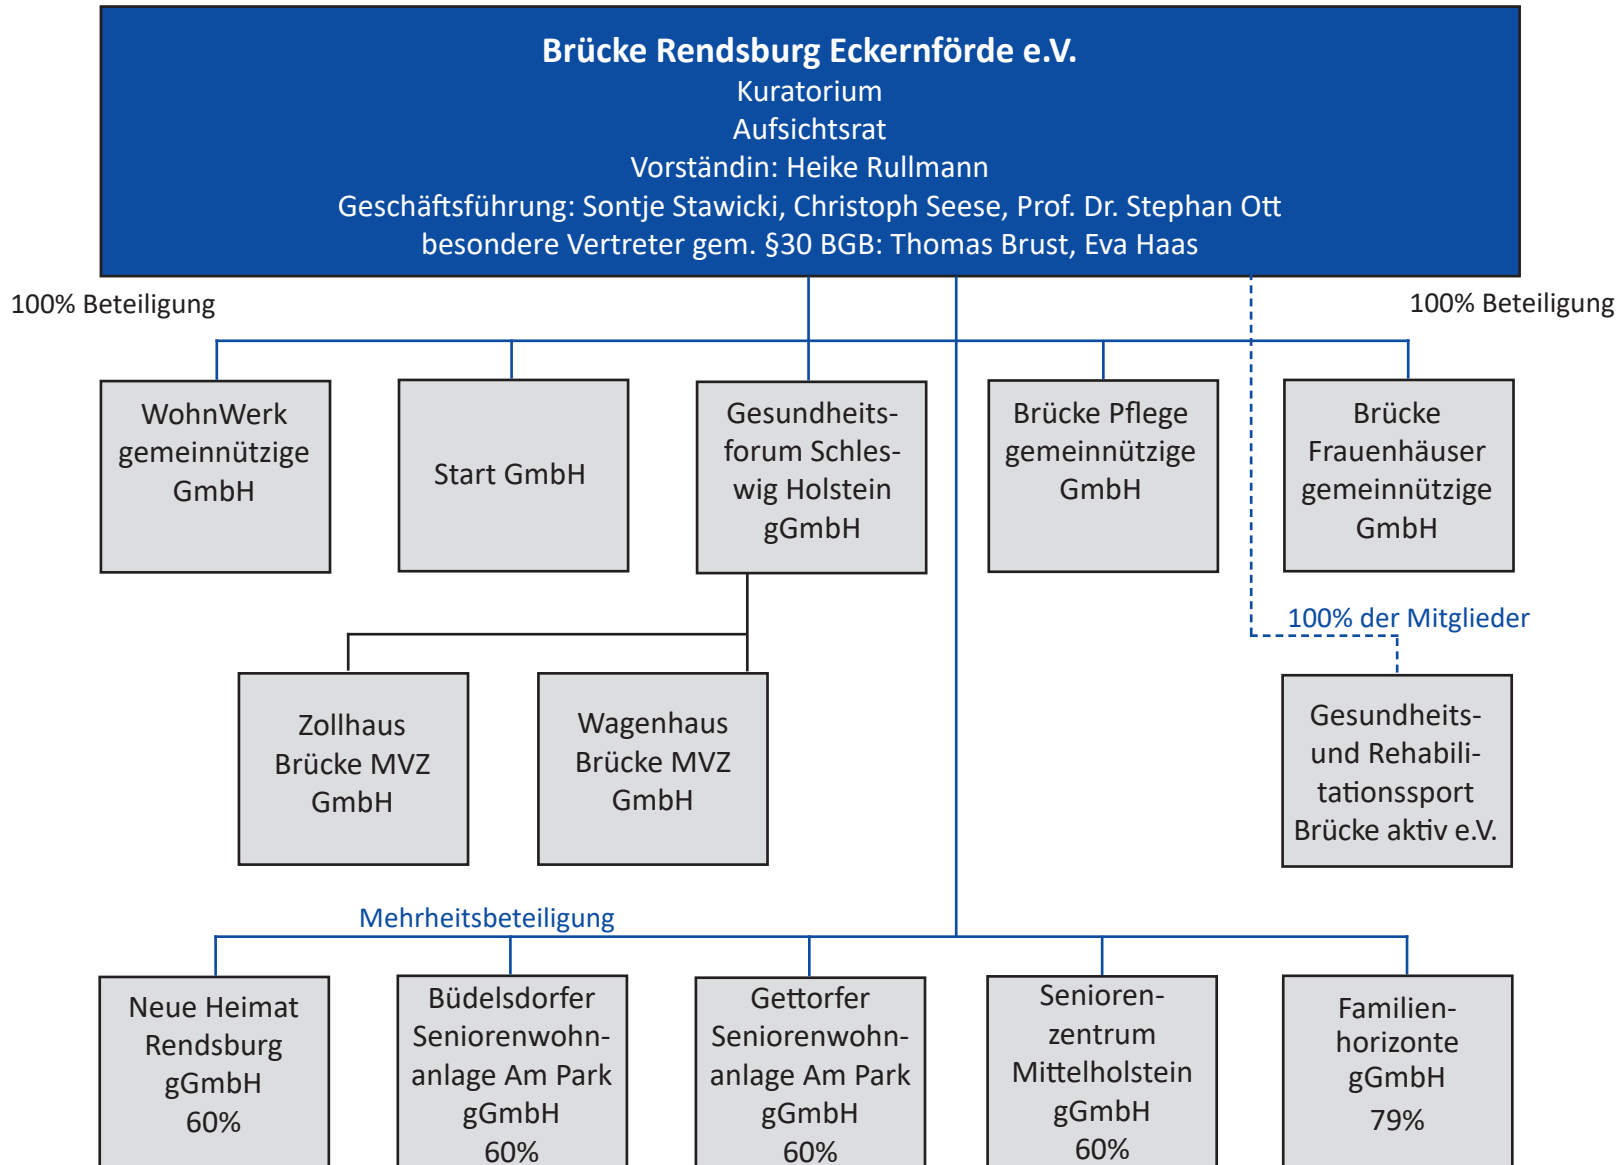 Brücke Rendsburg Eckernförde e.V.
Kuratorium
Aufsichtsrat
Vorständin: Heike Rullmann
Geschäftsführung: Sontje Stawicki, Christoph Seese, Prof. Dr. Stephan Ott
besondere Vertreter gem. §30 BGB: Thomas Brust, Eva Haas
100% Beteiligung
100% Beteiligung
WohnWerk
gemeinnützige
GmbH
Start GmbH
Gesundheits-
forum Schles-
wig Holstein
gGmbH
Brücke Pflege
gemeinnützige
GmbH
Brücke
Frauenhäuser
gemeinnützige
GmbH
100% der Mitglieder
Zollhaus
Brücke MVZ
GmbH
Wagenhaus
Brücke MVZ
GmbH
Gesundheits-
und Rehabili-
tationssport
Brücke aktiv e.V.
Mehrheitsbeteiligung
Neue Heimat
Rendsburg
gGmbH
60%
Büdelsdorfer
Seniorenwohn-
anlage Am Park
gGmbH
60%
Gettorfer
Seniorenwohn-
anlage Am Park
gGmbH
60%
Senioren-
zentrum
Mittelholstein
gGmbH
60%
Familien-
horizonte
gGmbH
79%